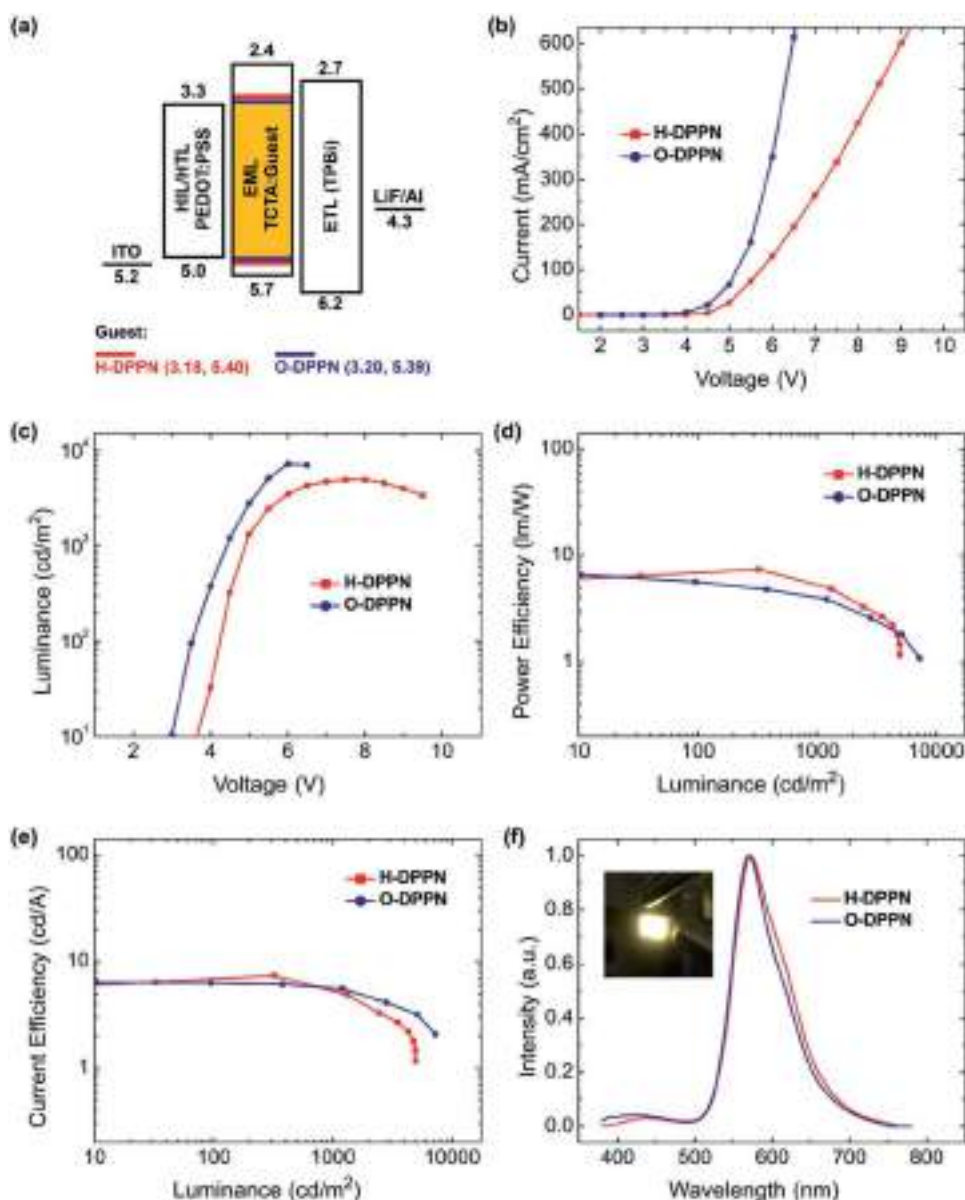 (a)
2.4
2.7
3.3
HIL/HTL
PEDOT:PSS
EML
TCTA:Guest
ETL (TPBi)
LiF/Al
4.3
ITO
5.2
5.0
5.7
6.2
Guest:
H-DPPN (3.18, 5.40)
O-DPPN (3.20, 5.39)
(b)
600
500
400
300
200
100
0
Current (mA/cm²)
H-DPPN
O-DPPN
2 3 4 5 6 7 8 9 10
Voltage (V)
(c)
10⁴
10³
10²
10¹
Luminance (cd/m²)
H-DPPN
O-DPPN
2 4 6 8 10
Voltage (V)
(d)
100
10
1
Power Efficiency (lm/W)
H-DPPN
O-DPPN
10 100 1000 10000
Luminance (cd/m²)
(e)
100
10
1
Current Efficiency (cd/A)
H-DPPN
O-DPPN
10 100 1000 10000
Luminance (cd/m²)
(f)
1.0
0.8
0.6
0.4
0.2
0.0
Intensity (a.u.)
H-DPPN
O-DPPN
400 500 600 700 800
Wavelength (nm)